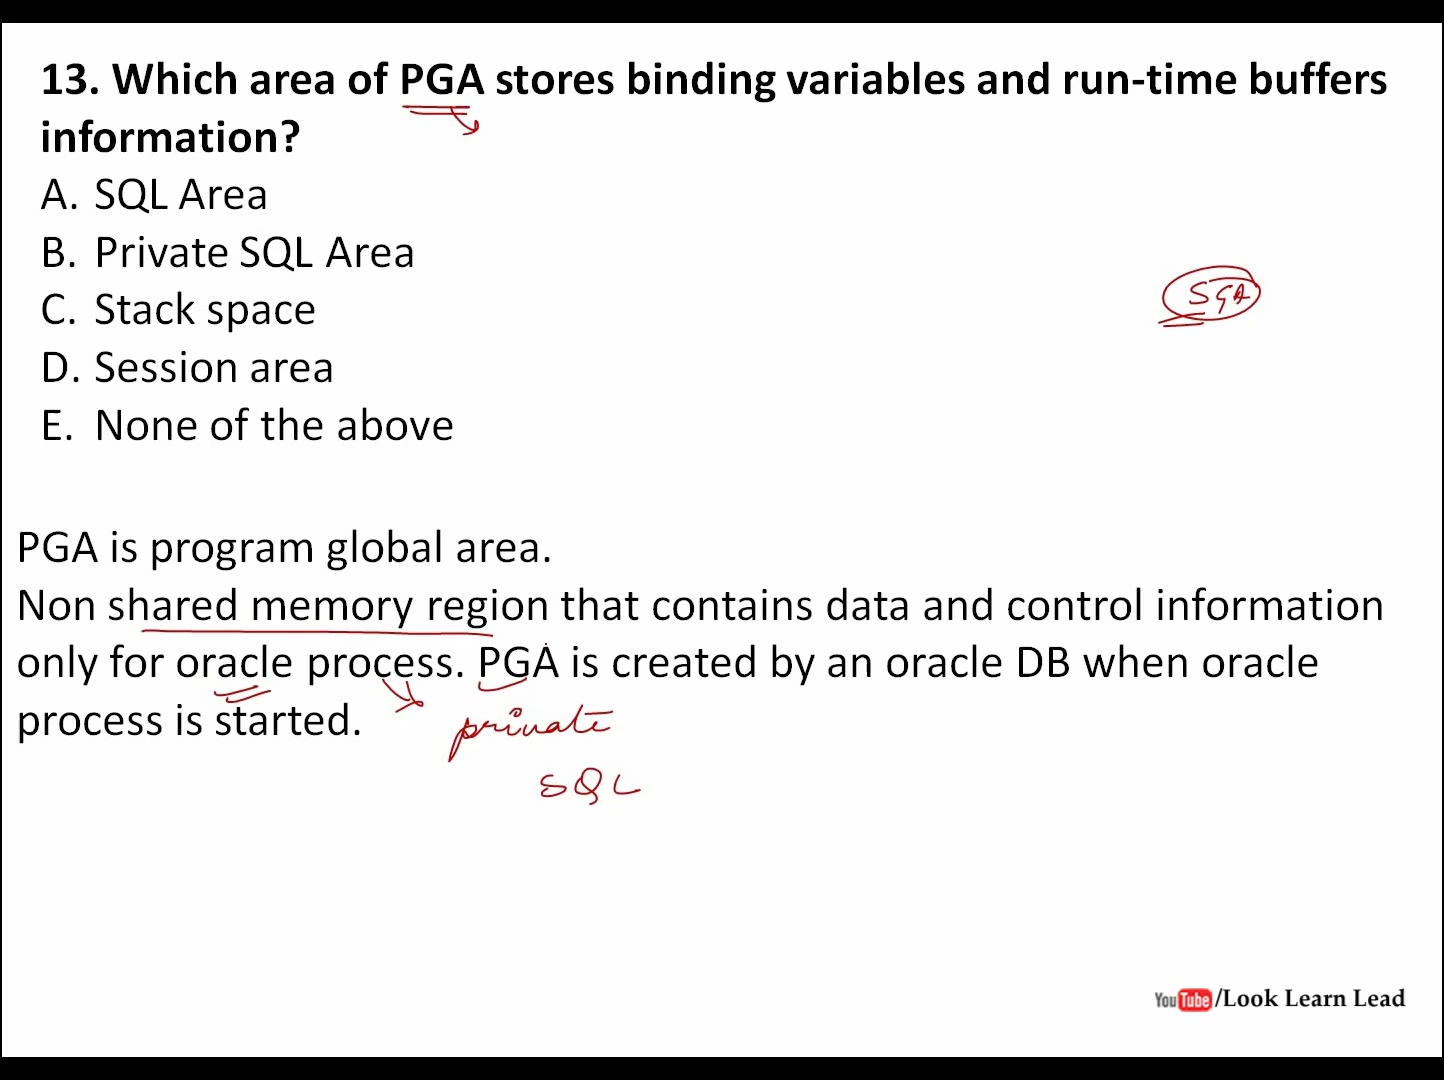 13. Which area of PGA stores binding variables and run-time buffers
information?
A. SQL Area
B. Private SQL Area
C. Stack space
D. Session area
E. None of the above
SGA
PGA is program global area.
Non shared memory region that contains data and control information
only for oracle process. PGA is created by an oracle DB when oracle
process is started.
private
SQL
YouTube/Look Learn Lead